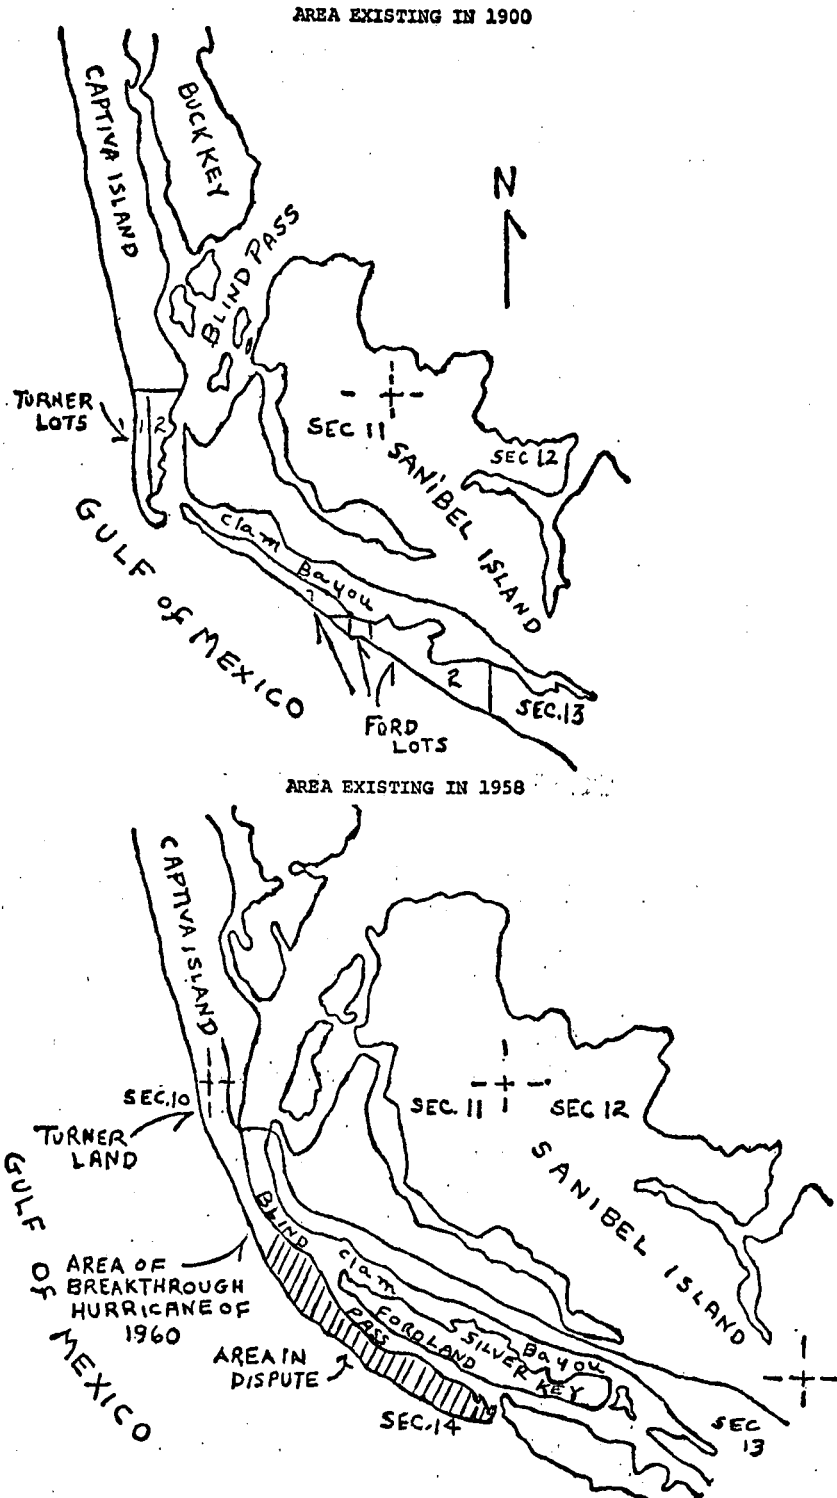 AREA EXISTING IN 1900
CAPTIVA ISLAND
BUCK KEY
N
BLIND PASS
TURNER
LOTS
1 2
SEC 11
SEC 12
SANIBEL ISLAND
GULF OF MEXICO
Clam Bayou
1
2
SEC. 13
FORD
LOTS
AREA EXISTING IN 1958
CAPTIVA ISLAND
SEC. 10
SEC. 11
SEC 12
TURNER
LAND
SANIBEL ISLAND
GULF OF MEXICO
BLIND PASS
Clam Bayou
AREA OF
BREAKTHROUGH
HURRICANE OF
1960
FORD LAND
SILVER KEY
AREA IN
DISPUTE
SEC. 14
SEC
13